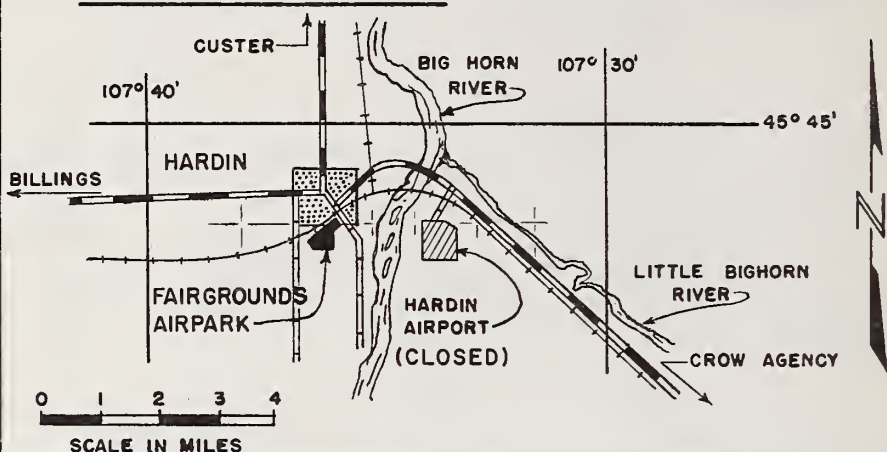 CUSTER
BIG HORN
RIVER
107° 30'
107° 40'
45° 45'
HARDIN
BILLINGS
N
FAIRGROUNDS
AIRPARK
HARDIN
AIRPORT
(CLOSED)
LITTLE BIGHORN
RIVER
CROW AGENCY
0 1 2 3 4
SCALE IN MILES